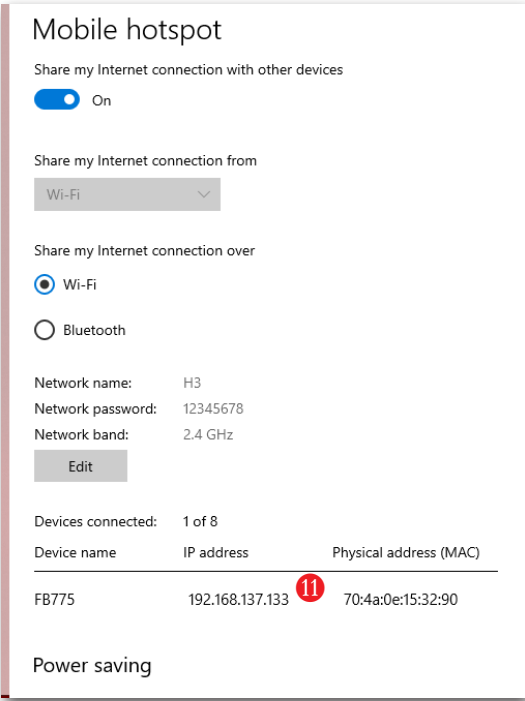 Mobile hotspot
Share my Internet connection with other devices
On
Share my Internet connection from
Wi-Fi
Share my Internet connection over
Wi-Fi
Bluetooth
Network name: H3
Network password: 12345678
Network band: 2.4 GHz
Edit
Devices connected: 1 of 8
Device name IP address Physical address (MAC)
FB775 192.168.137.133 11 70:4a:0e:15:32:90
Power saving